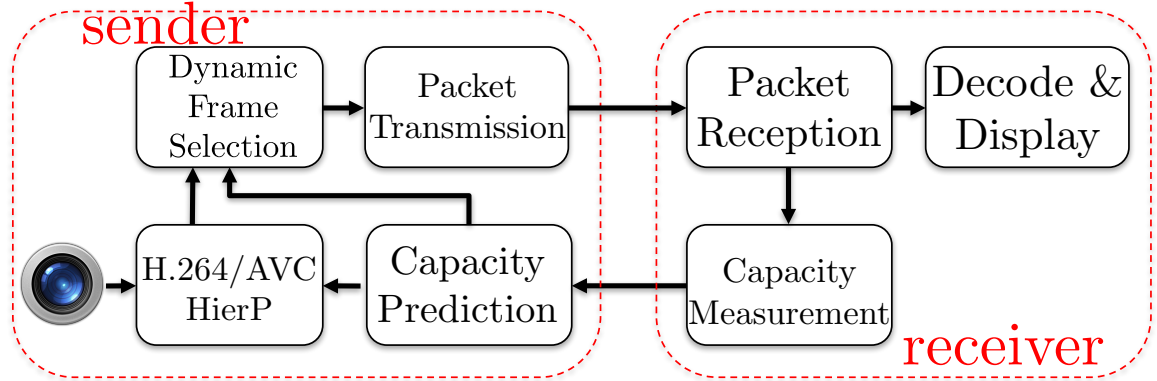 sender
Dynamic
Frame
Selection
Packet
Transmission
Packet
Reception
Decode &
Display
H.264/AVC
HierP
Capacity
Prediction
Capacity
Measurement
receiver